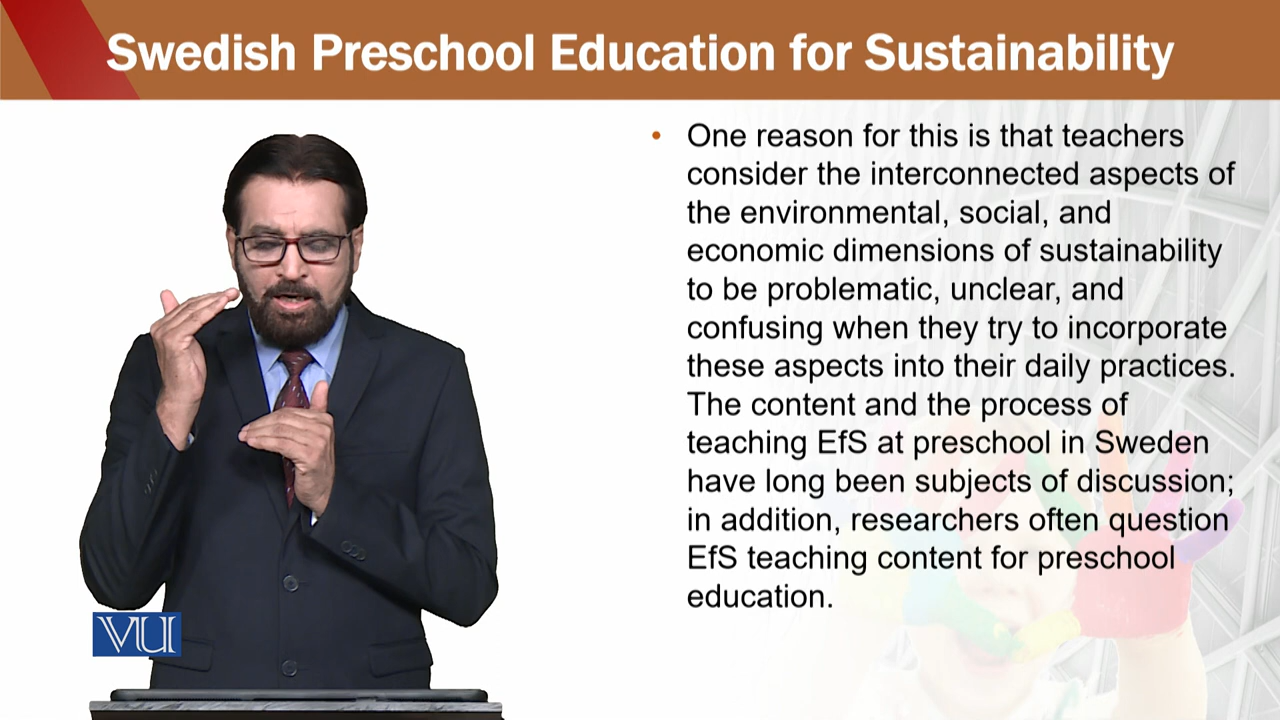 Swedish Preschool Education for Sustainability
• One reason for this is that teachers
consider the interconnected aspects of
the environmental, social, and
economic dimensions of sustainability
to be problematic, unclear, and
confusing when they try to incorporate
these aspects into their daily practices.
The content and the process of
teaching EfS at preschool in Sweden
have long been subjects of discussion;
in addition, researchers often question
EfS teaching content for preschool
education.
VU